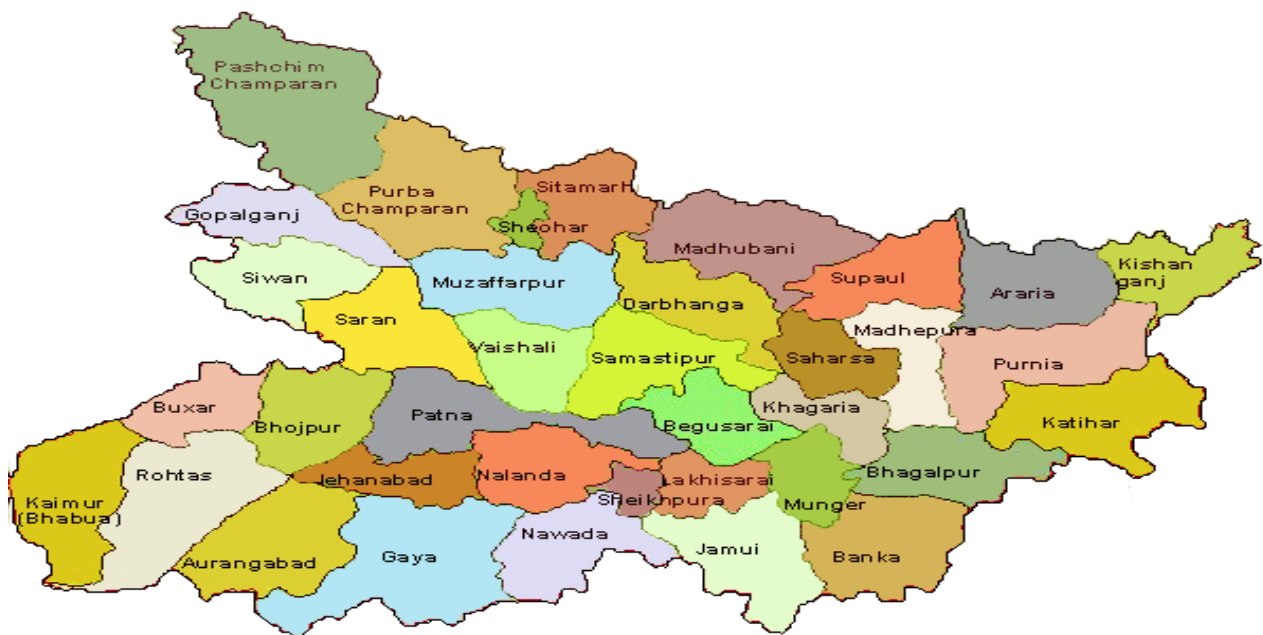 Pashchim
Champaran
Purba
Champaran
Sitamarhi
Sheohar
Gopalganj
Siwan
Muzaffarpur
Madhubani
Darbhanga
Supaul
Araria
Kishan
ganj
Saran
Vaishali
Samastipur
Saharsa
Madhepura
Purnia
Buxar
Bhojpur
Patna
Begusarai
Khagaria
Katihar
Rohtas
Jehanabad
Nalanda
Sheikhpura
Lakhisarai
Munger
Bhagalpur
Kaimur
(Bhabua)
Aurangabad
Gaya
Nawada
Jamui
Banka